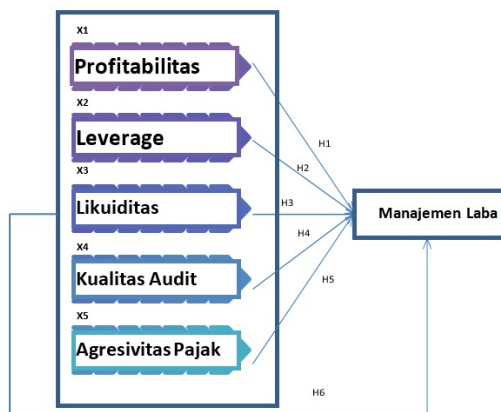 X1
Profitabilitas
H1
X2
Leverage
H2
X3
Likuiditas
H3
Manajemen Laba
H4
X4
Kualitas Audit
H5
X5
Agresivitas Pajak
H6